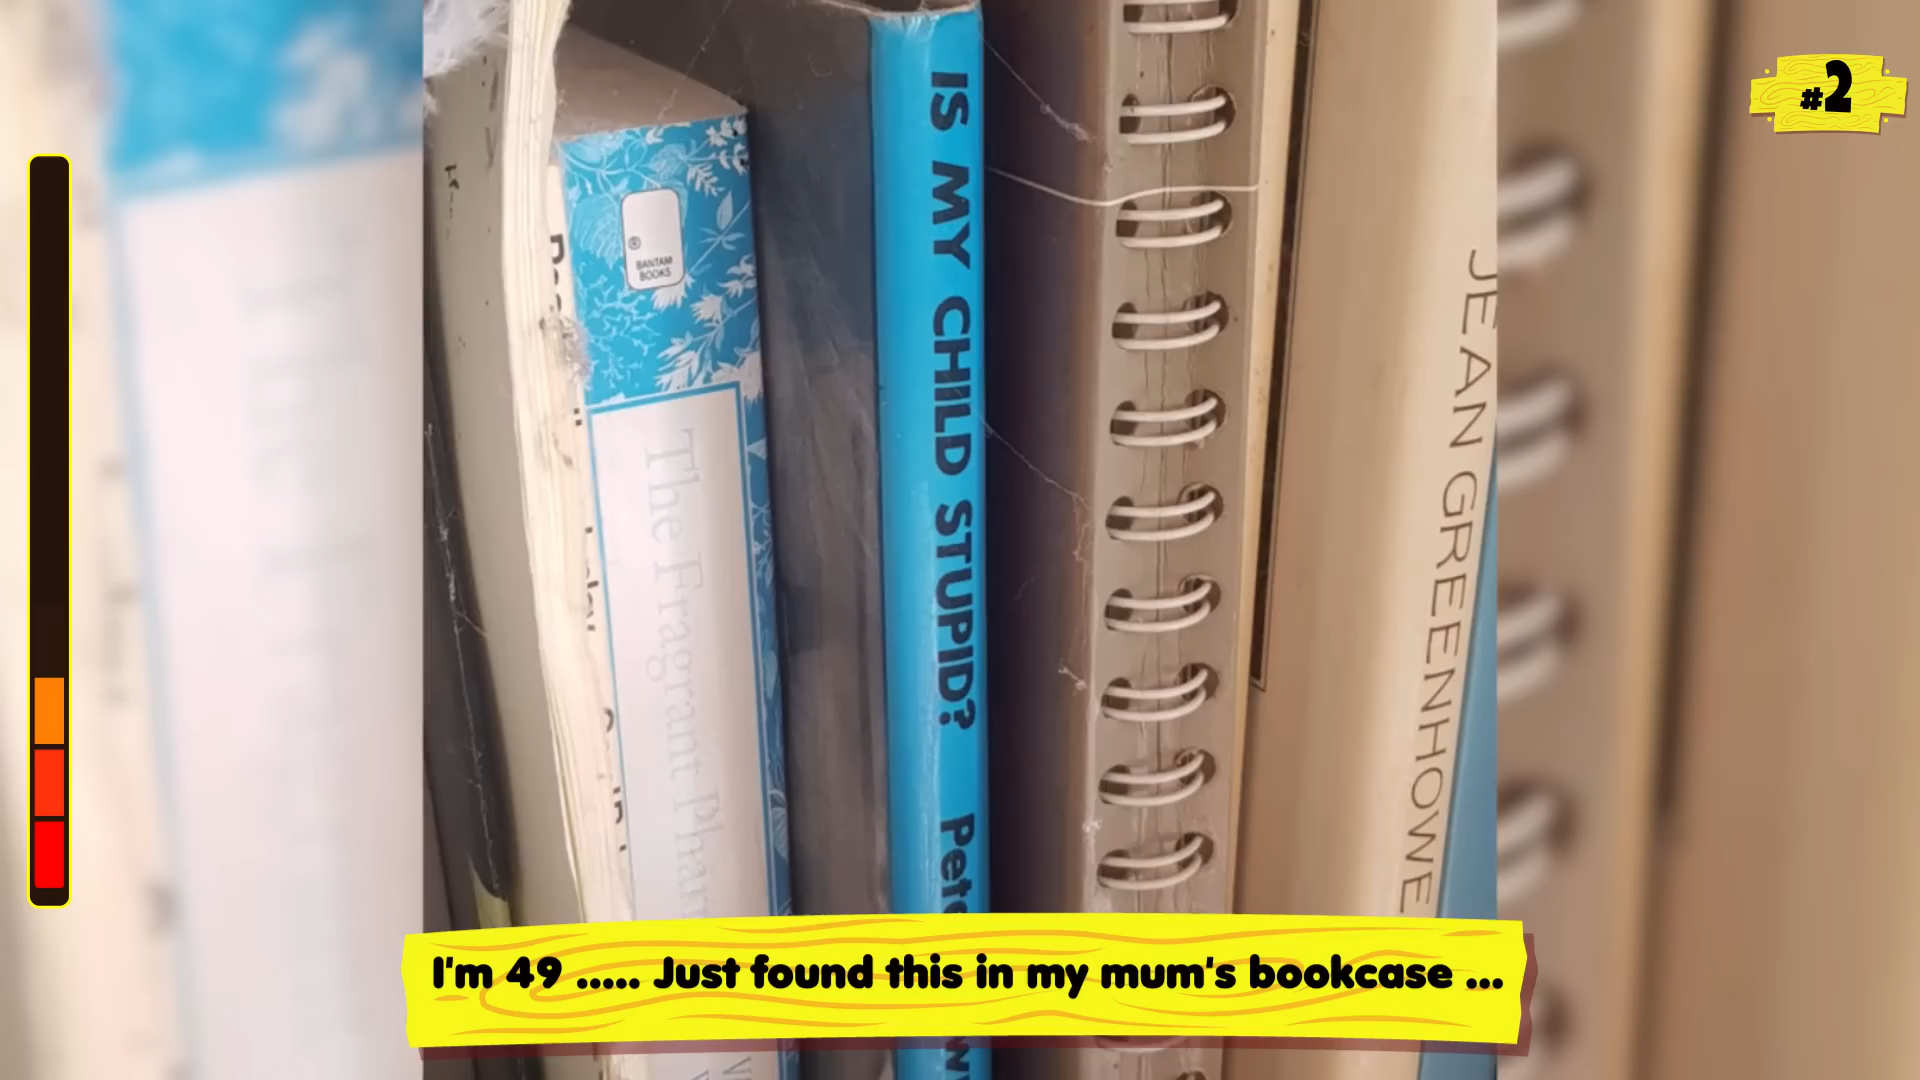 #2
BANTAM
BOOKS
The Fragrant
IS MY CHILD STUPID?
JEAN GREENHOWE
I'm 49 ..... Just found this in my mum's bookcase ...